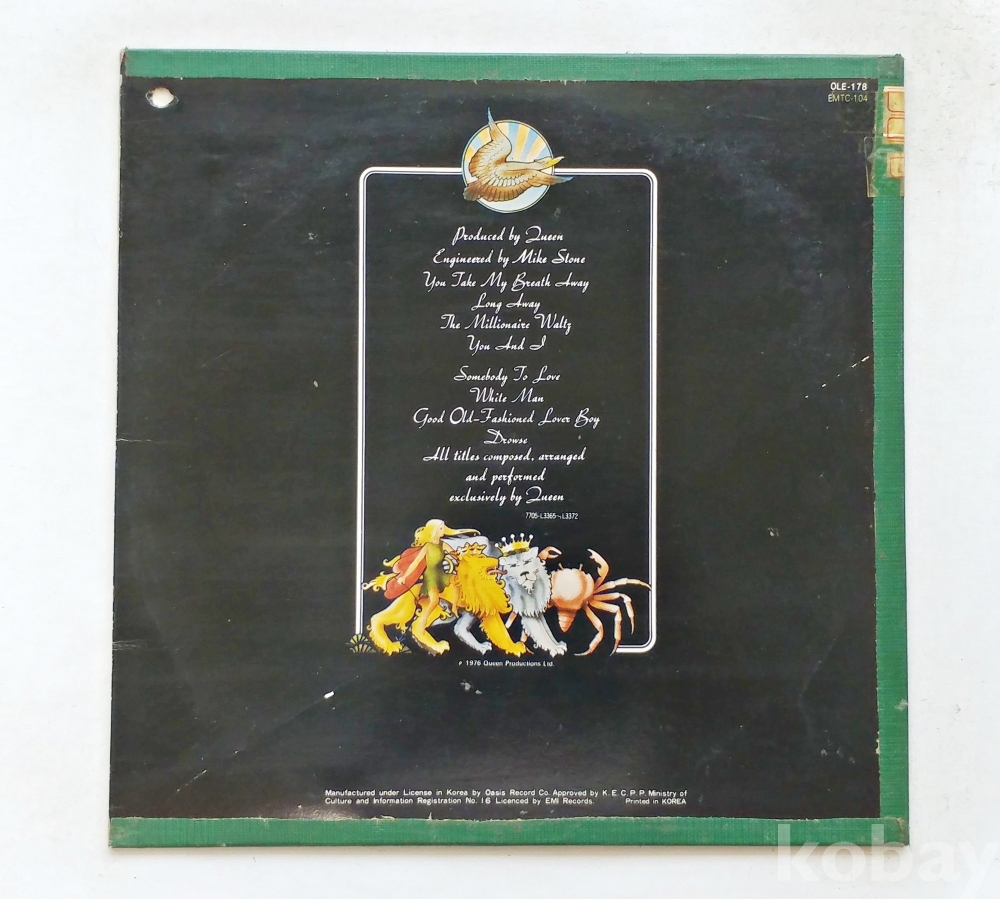 OLE-178
EMTC-104
Produced by Queen
Engineered by Mike Stone
You Take My Breath Away
Long Away
The Millionaire Waltz
You And I
Somebody To Love
White Man
Good Old-Fashioned Lover Boy
Drowse
All titles composed, arranged
and performed
exclusively by Queen
7705-L3365~L3372
P 1976 Queen Productions Ltd.
Manufactured under License in Korea by Oasis Record Co. Approved by K. E. C. P. P. Ministry of
Culture and Information Registration No. 16 Licenced by EMI Records. Printed in KOREA
kobay